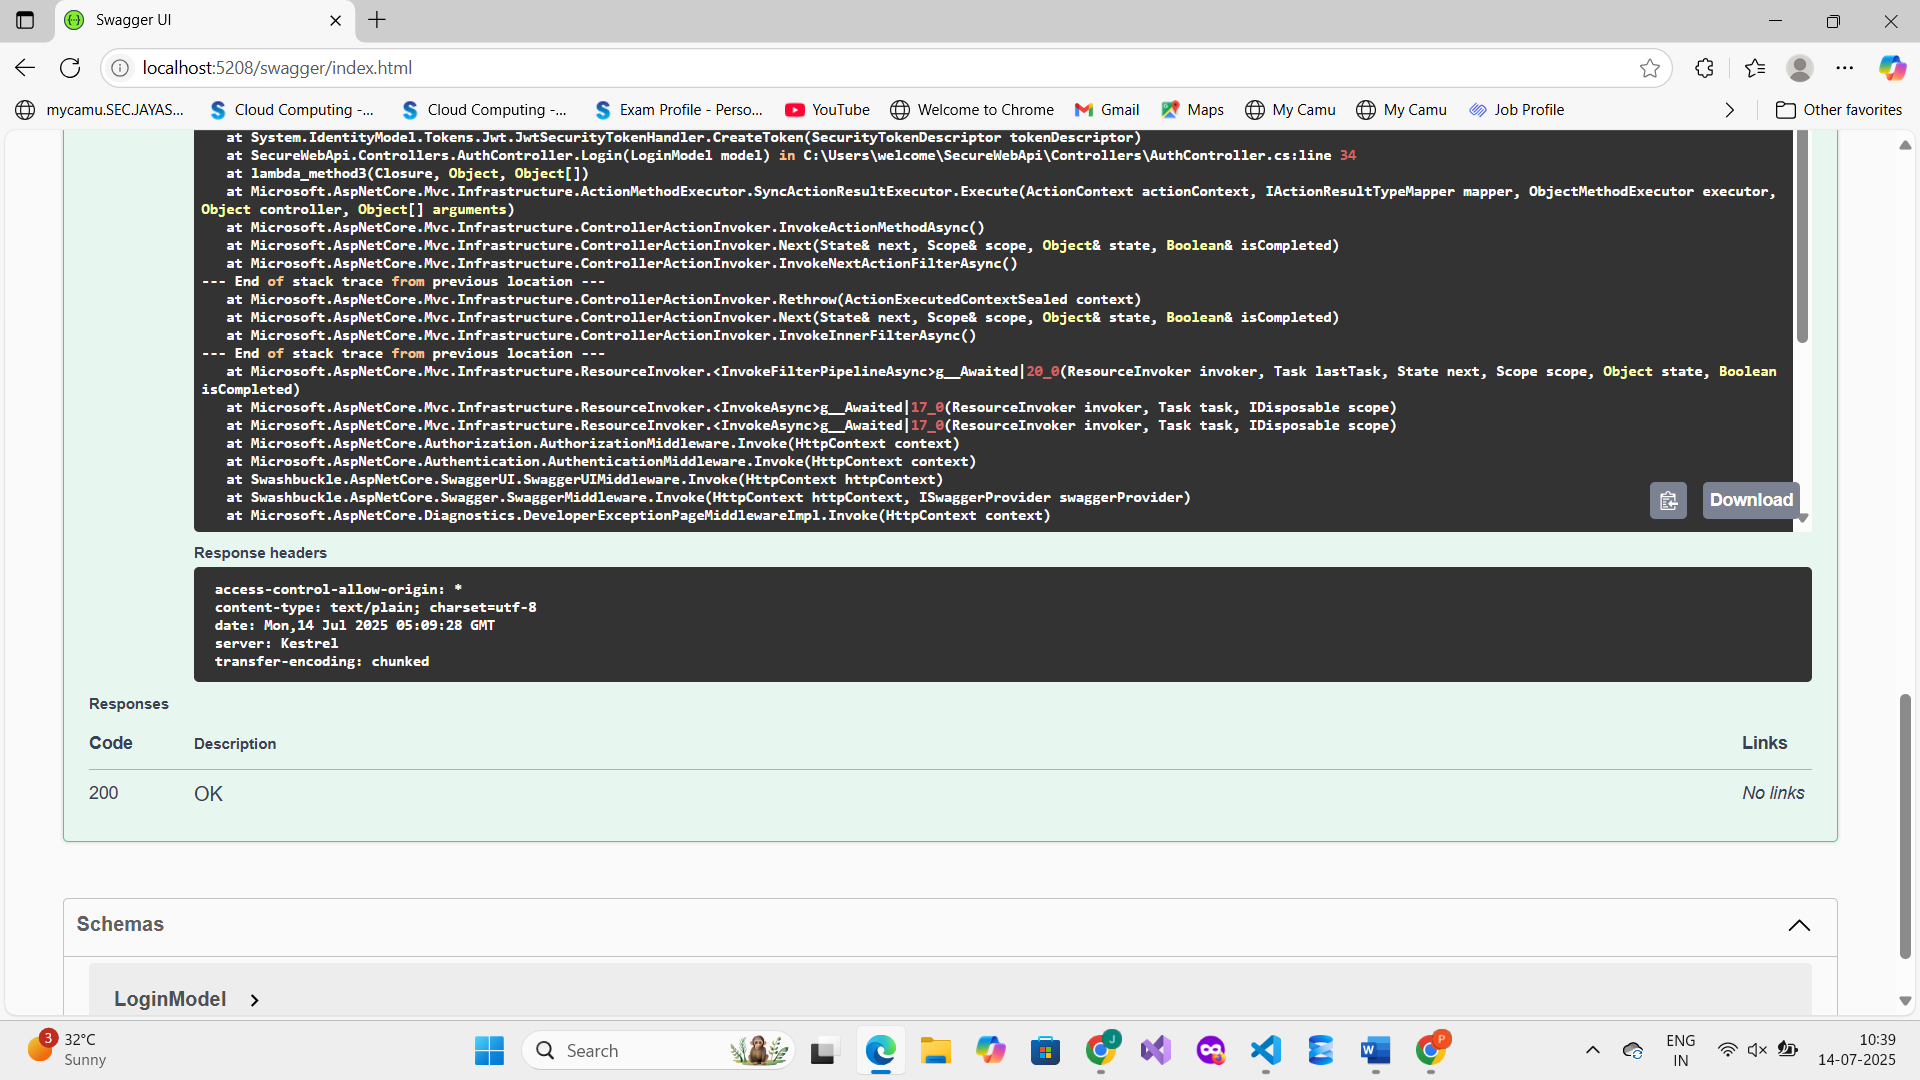 Swagger UI
localhost:5208/swagger/index.html
mycamu.SEC.JAYAS...
Cloud Computing -...
Cloud Computing -...
Exam Profile - Perso...
YouTube
Welcome to Chrome
Gmail
Maps
My Camu
My Camu
Job Profile
Other favorites
at System.IdentityModel.Tokens.Jwt.JwtSecurityTokenHandler.CreateToken(SecurityTokenDescriptor tokenDescriptor)
at SecureWebApi.Controllers.AuthController.Login(LoginModel model) in C:\Users\welcome\SecureWebApi\Controllers\AuthController.cs:line 34
at lambda_method3(Closure, Object, Object[])
at Microsoft.AspNetCore.Mvc.Infrastructure.ActionMethodExecutor.SyncActionResultExecutor.Execute(ActionContext actionContext, IActionResultTypeMapper mapper, ObjectMethodExecutor executor,
Object controller, Object[] arguments)
at Microsoft.AspNetCore.Mvc.Infrastructure.ControllerActionInvoker.InvokeActionMethodAsync()
at Microsoft.AspNetCore.Mvc.Infrastructure.ControllerActionInvoker.Next(State& next, Scope& scope, Object& state, Boolean& isCompleted)
at Microsoft.AspNetCore.Mvc.Infrastructure.ControllerActionInvoker.InvokeNextActionFilterAsync()
--- End of stack trace from previous location ---
at Microsoft.AspNetCore.Mvc.Infrastructure.ControllerActionInvoker.Rethrow(ActionExecutedContextSealed context)
at Microsoft.AspNetCore.Mvc.Infrastructure.ControllerActionInvoker.Next(State& next, Scope& scope, Object& state, Boolean& isCompleted)
at Microsoft.AspNetCore.Mvc.Infrastructure.ControllerActionInvoker.InvokeInnerFilterAsync()
--- End of stack trace from previous location ---
at Microsoft.AspNetCore.Mvc.Infrastructure.ResourceInvoker.<InvokeFilterPipelineAsync>g__Awaited|20_0(ResourceInvoker invoker, Task lastTask, State next, Scope scope, Object state, Boolean
isCompleted)
at Microsoft.AspNetCore.Mvc.Infrastructure.ResourceInvoker.<InvokeAsync>g__Awaited|17_0(ResourceInvoker invoker, Task task, IDisposable scope)
at Microsoft.AspNetCore.Mvc.Infrastructure.ResourceInvoker.<InvokeAsync>g__Awaited|17_0(ResourceInvoker invoker, Task task, IDisposable scope)
at Microsoft.AspNetCore.Authorization.AuthorizationMiddleware.Invoke(HttpContext context)
at Microsoft.AspNetCore.Authentication.AuthenticationMiddleware.Invoke(HttpContext context)
at Swashbuckle.AspNetCore.SwaggerUI.SwaggerUIMiddleware.Invoke(HttpContext httpContext)
at Swashbuckle.AspNetCore.Swagger.SwaggerMiddleware.Invoke(HttpContext httpContext, ISwaggerProvider swaggerProvider)
at Microsoft.AspNetCore.Diagnostics.DeveloperExceptionPageMiddlewareImpl.Invoke(HttpContext context)
Download
Response headers
access-control-allow-origin: *
content-type: text/plain; charset=utf-8
date: Mon,14 Jul 2025 05:09:28 GMT
server: Kestrel
transfer-encoding: chunked
Responses
Code Description Links
200 OK No links
Schemas
LoginModel
3
32°C
Sunny
Search
J
P
ENG
IN
10:39
14-07-2025